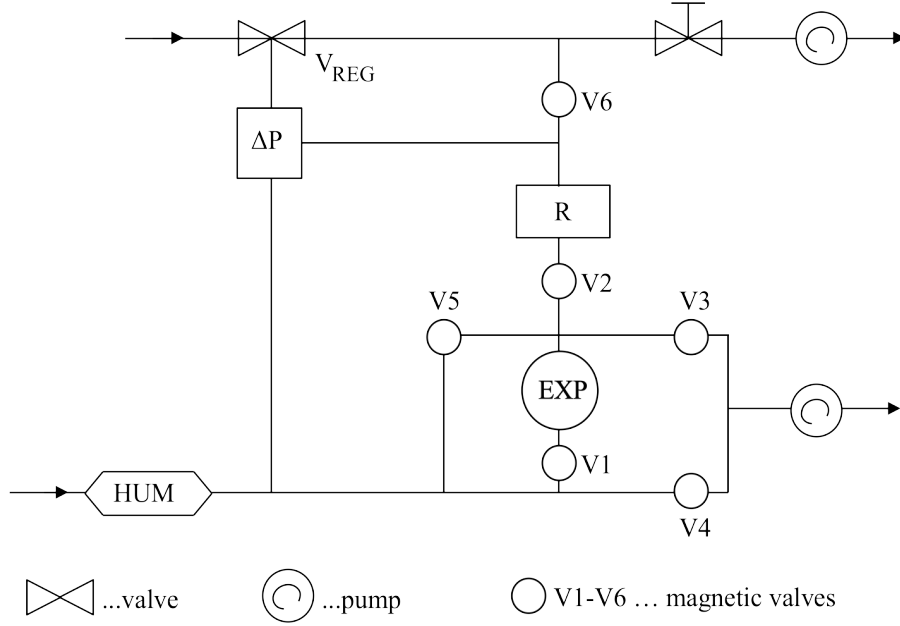 V_REG
V6
ΔP
R
V2
V5
V3
EXP
V1
HUM
V4
...valve
...pump
V1-V6 ... magnetic valves